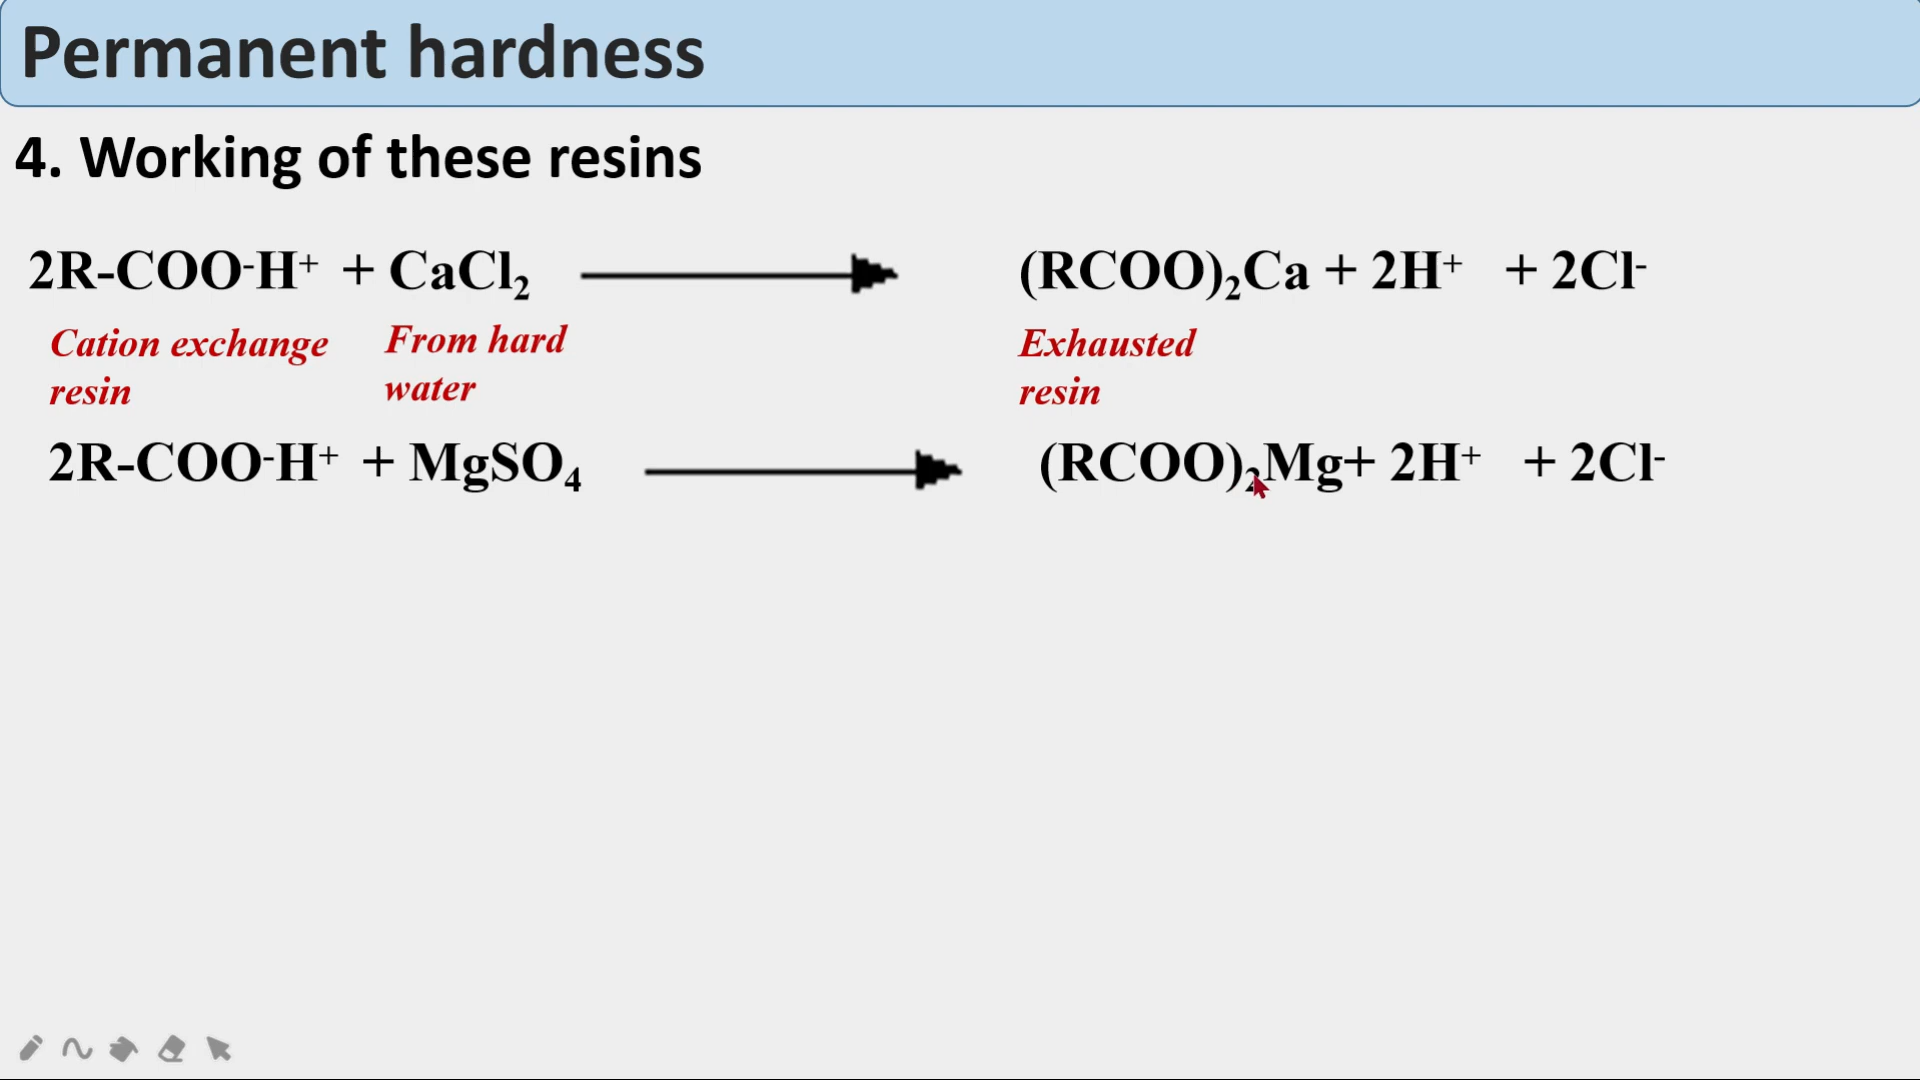 Permanent hardness
4. Working of these resins
2R-COO⁻H⁺ + CaCl₂ (RCOO)₂Ca + 2H⁺ + 2Cl⁻
Cation exchange resin From hard water Exhausted resin
2R-COO⁻H⁺ + MgSO₄ (RCOO)₂Mg+ 2H⁺ + 2Cl⁻